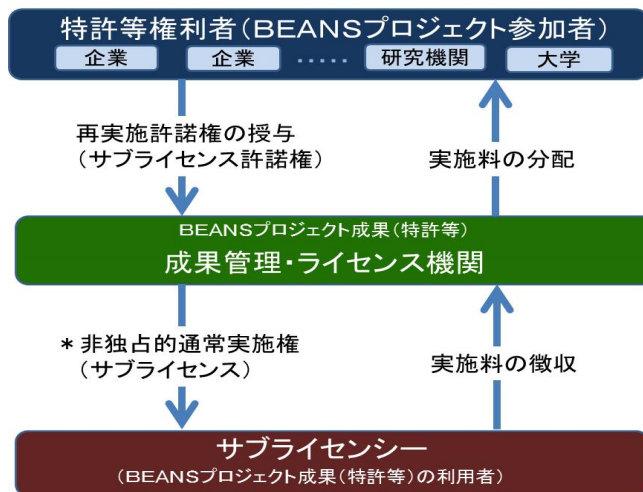 特許等権利者(BEANSプロジェクト参加者)
企業 企業 ‥‥‥ 研究機関 大学
再実施許諾権の授与
(サブライセンス許諾権)
実施料の分配
BEANSプロジェクト成果(特許等)
成果管理・ライセンス機関
*非独占的通常実施権
(サブライセンス)
実施料の徴収
サブライセンシー
(BEANSプロジェクト成果(特許等)の利用者)